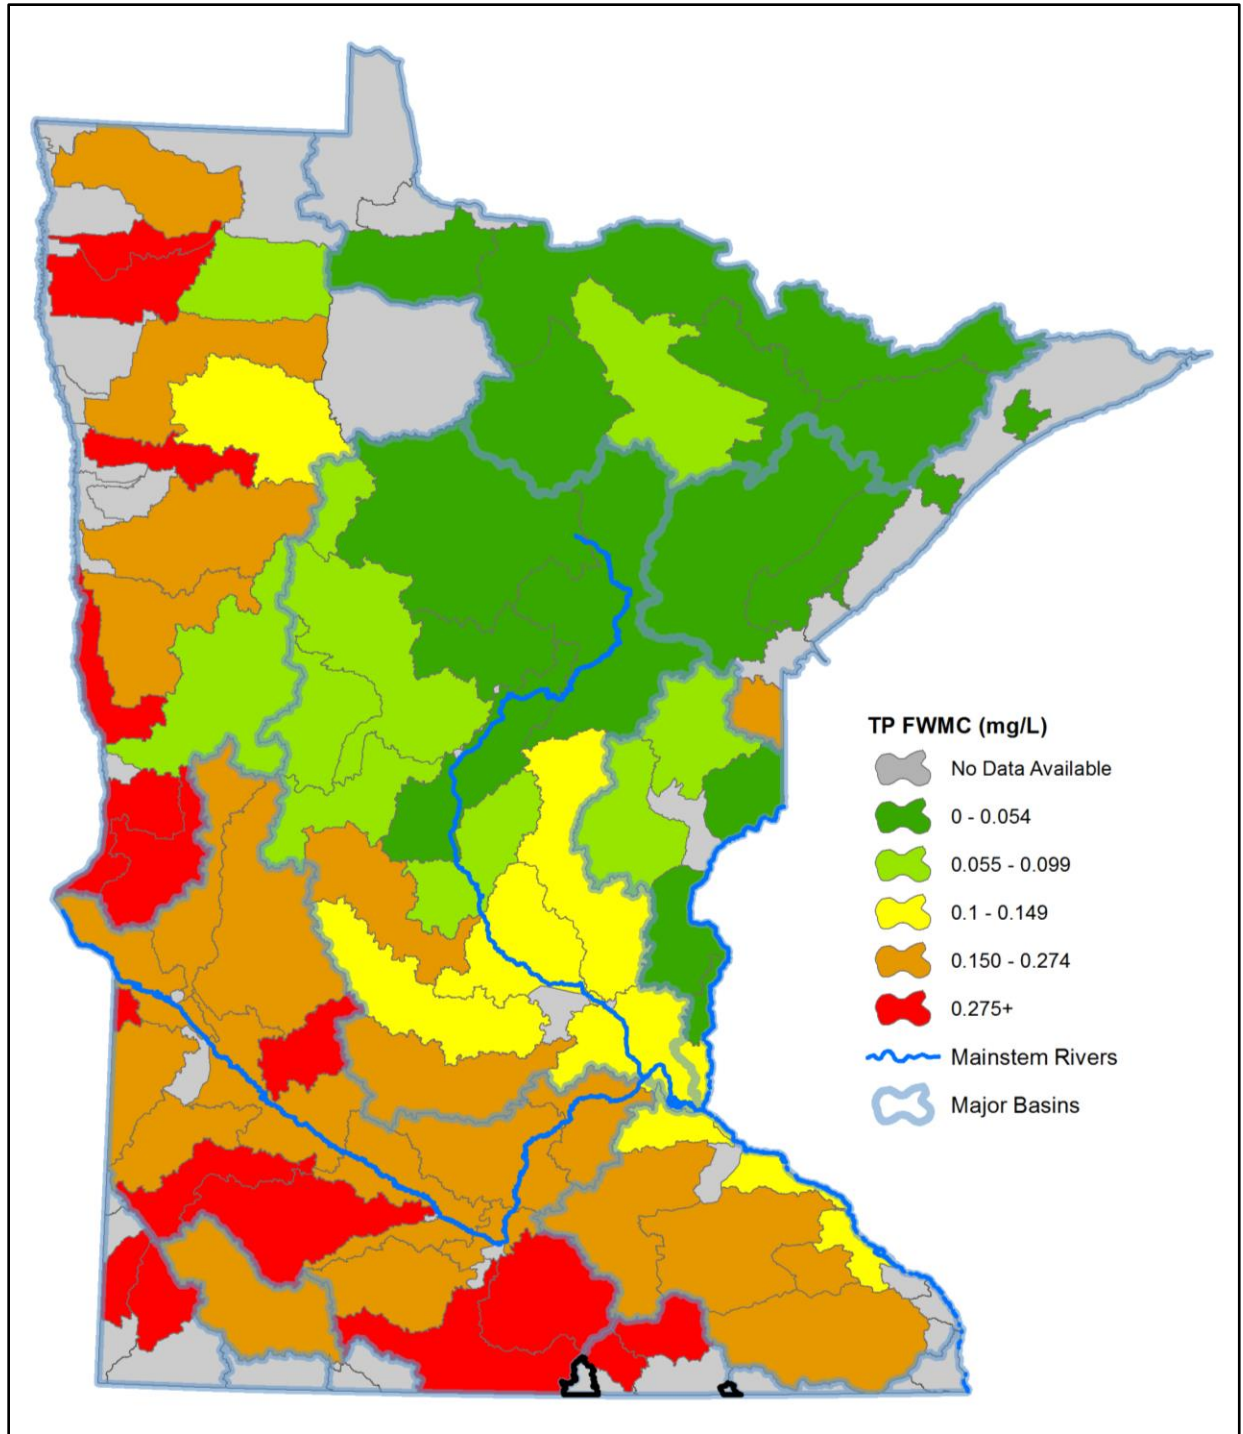 TP FWMC (mg/L)
No Data Available
0 - 0.054
0.055 - 0.099
0.1 - 0.149
0.150 - 0.274
0.275+
Mainstem Rivers
Major Basins